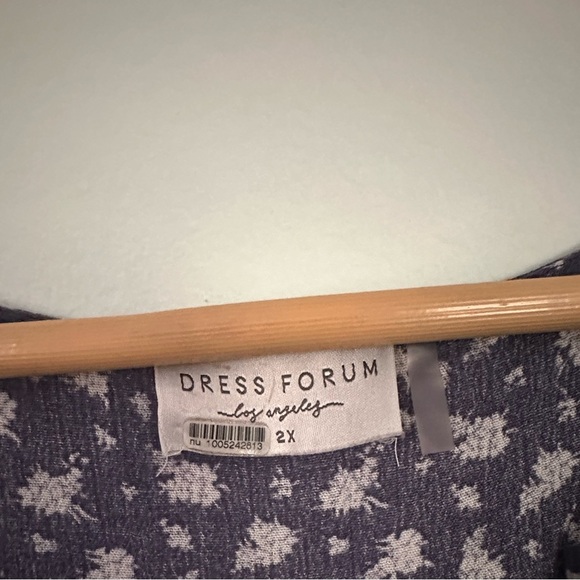 DRESS FORUM
los angeles
nu 1005242613 2X